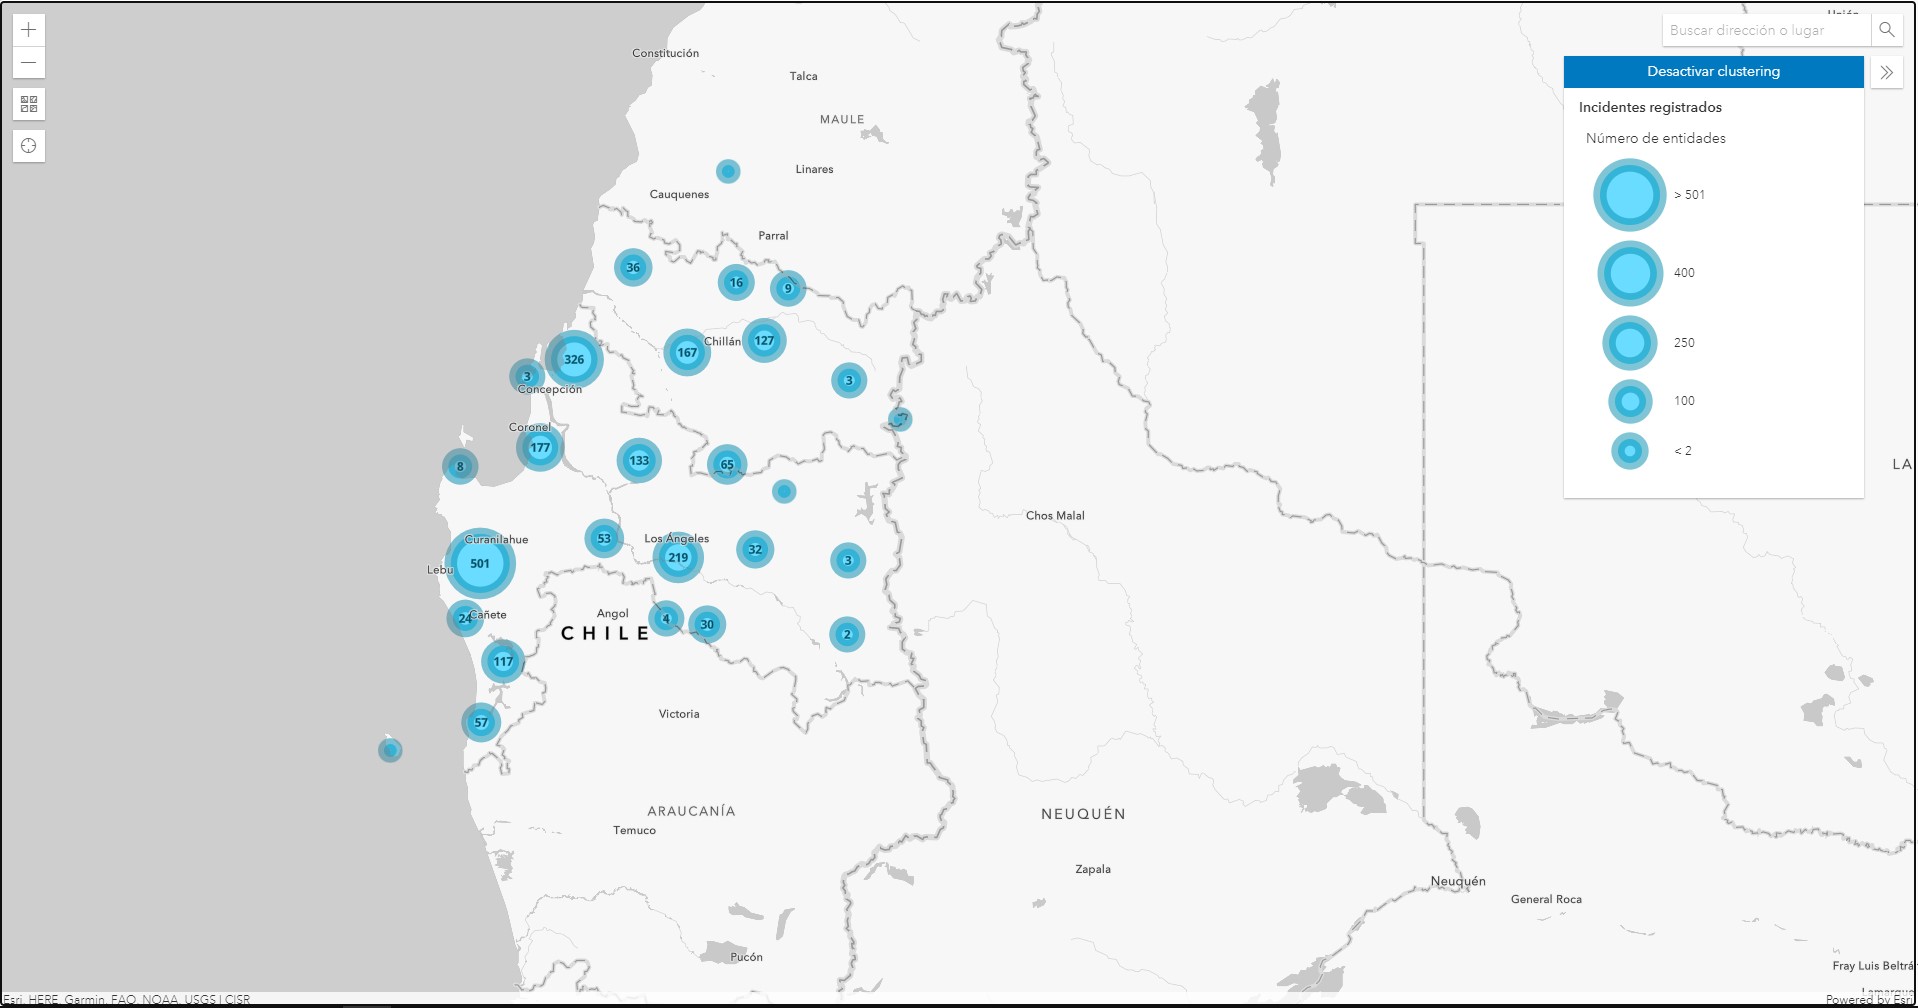 Constitución
Talca
MAULE
Linares
Cauquenes
Parral
36
16
9
326
167
Chillán
127
3
3
Concepción
Coronel
177
8
133
65
Chos Malal
53
Los Ángeles
219
32
3
Curanilahue
501
Lebu
24
Cañete
Angol
CHILE
4
30
2
117
Victoria
57
ARAUCANÍA
Temuco
NEUQUÉN
Zapala
Neuquén
General Roca
Pucón
Fray Luis Beltrá
LA
Buscar dirección o lugar
Desactivar clustering
Incidentes registrados
Número de entidades
> 501
400
250
100
< 2
Esri, HERE, Garmin, FAO, NOAA, USGS | CISR
Powered by Esri